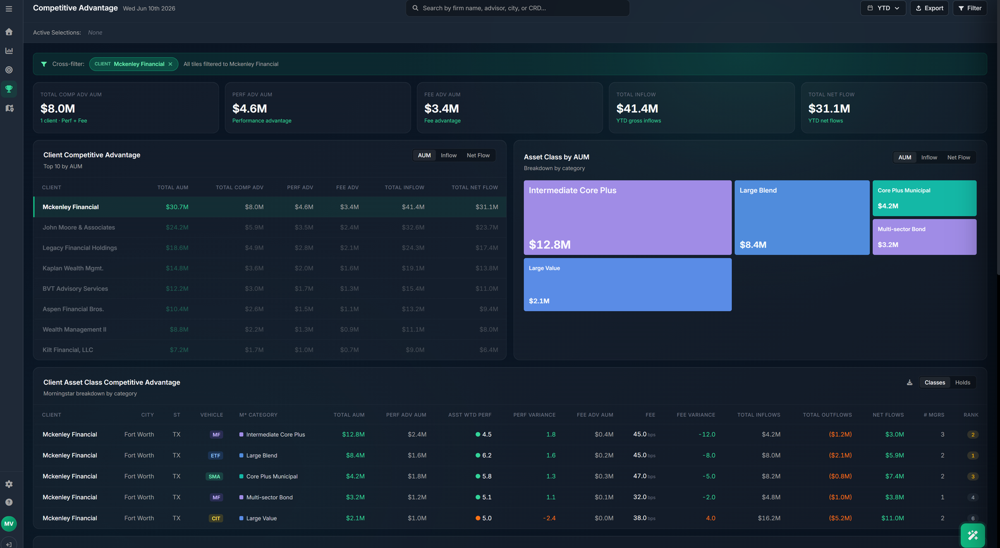 Competitive Advantage Wed Jun 10th 2026
Search by firm name, advisor, city, or CRD...
YTD Export Filter
Active Selections: None
Cross-filter: CLIENT Mckenley Financial × All tiles filtered to Mckenley Financial
TOTAL COMP ADV AUM
$8.0M
1 client · Perf + Fee
PERF ADV AUM
$4.6M
Performance advantage
FEE ADV AUM
$3.4M
Fee advantage
TOTAL INFLOW
$41.4M
YTD gross inflows
TOTAL NET FLOW
$31.1M
YTD net flows
Client Competitive Advantage
Top 10 by AUM
AUM Inflow Net Flow
CLIENT TOTAL AUM TOTAL COMP ADV PERF ADV FEE ADV TOTAL INFLOW TOTAL NET FLOW
Mckenley Financial $30.7M $8.0M $4.6M $3.4M $41.4M $31.1M
John Moore & Associates $24.2M $5.9M $3.5M $2.4M $32.6M $23.7M
Legacy Financial Holdings $18.6M $4.9M $2.8M $2.1M $24.3M $17.4M
Kaplan Wealth Mgmt. $14.8M $3.6M $2.0M $1.6M $19.1M $13.8M
BVT Advisory Services $12.2M $3.0M $1.7M $1.3M $15.4M $11.0M
Aspen Financial Bros. $10.4M $2.6M $1.5M $1.1M $13.2M $9.4M
Wealth Management II $8.8M $2.2M $1.3M $0.9M $11.1M $8.0M
Kilt Financial, LLC $7.2M $1.7M $1.0M $0.7M $9.0M $6.4M
Asset Class by AUM
Breakdown by category
AUM Inflow Net Flow
Intermediate Core Plus
$12.8M
Large Blend
$8.4M
Core Plus Municipal
$4.2M
Multi-sector Bond
$3.2M
Large Value
$2.1M
Client Asset Class Competitive Advantage
Morningstar breakdown by category
Classes Holds
CLIENT CITY ST VEHICLE M* CATEGORY TOTAL AUM PERF ADV AUM ASST WTD PERF PERF VARIANCE FEE ADV AUM FEE FEE VARIANCE TOTAL INFLOWS TOTAL OUTFLOWS NET FLOWS # MGRS RANK
Mckenley Financial Fort Worth TX MF Intermediate Core Plus $12.8M $2.4M 4.5 1.8 $0.4M 45.0 bps -12.0 $4.2M ($1.2M) $3.0M 3 2
Mckenley Financial Fort Worth TX ETF Large Blend $8.4M $1.6M 6.2 1.6 $0.2M 45.0 bps -8.0 $8.0M ($2.1M) $5.9M 2 1
Mckenley Financial Fort Worth TX SMA Core Plus Municipal $4.2M $1.8M 5.8 1.3 $0.3M 47.0 bps -5.0 $8.2M ($0.8M) $7.4M 2 3
Mckenley Financial Fort Worth TX MF Multi-sector Bond $3.2M $1.2M 5.1 1.1 $0.1M 32.0 bps -2.0 $4.8M ($1.0M) $3.8M 1 4
Mckenley Financial Fort Worth TX CIT Large Value $2.1M $1.0M 5.0 -2.4 $0.0M 38.0 bps 4.0 $16.2M ($5.2M) $11.0M 2 6
MV